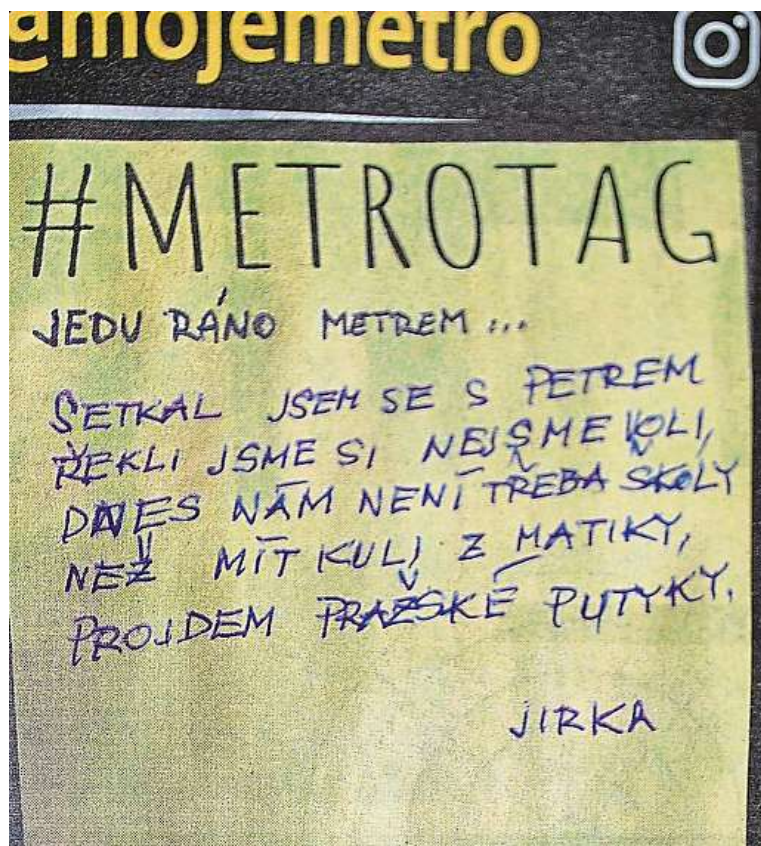 @mojemetro
#METROTAG
JEDU RÁNO METREM...
SETKAL JSEM SE S PETREM
ŘEKLI JSME SI NEJSME VOLI,
DNES NÁM NENÍ TŘEBA ŠKOLY
NEŽ MÍT KULI Z MATIKY,
PROJDEM PRAŽSKÉ PUTYKY.
JIRKA